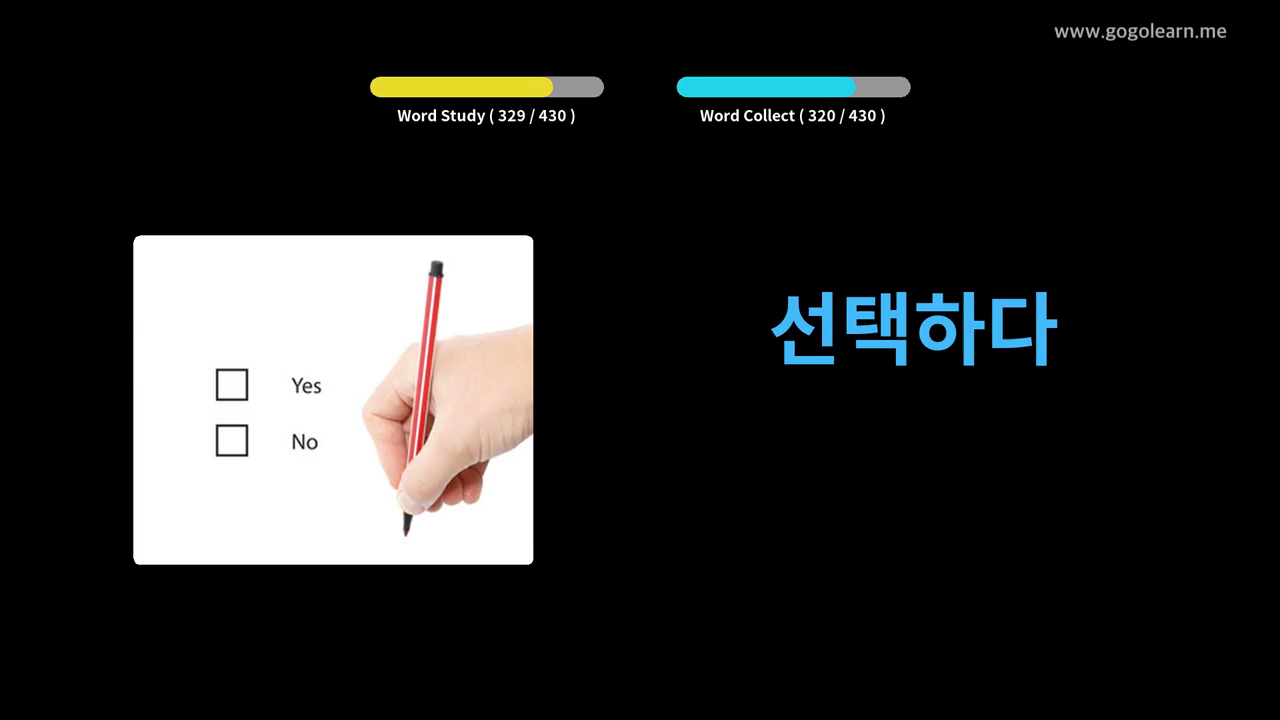 www.gogolearn.me
Word Study ( 329 / 430 )
Word Collect ( 320 / 430 )
선택하다
Yes
No